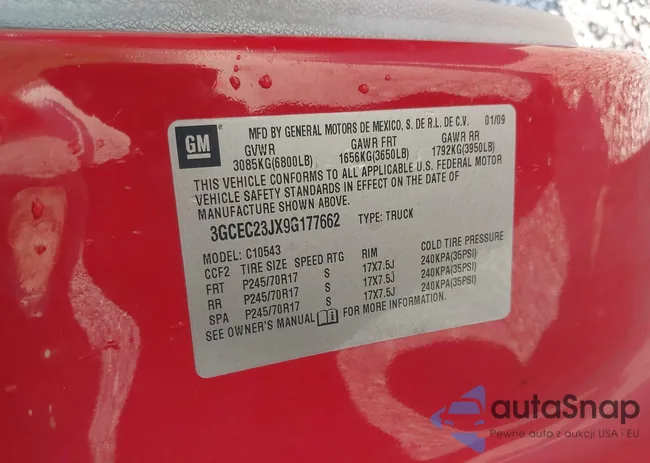 GM
MFD BY GENERAL MOTORS DE MEXICO, S. DE R.L. DE C.V. 01/09
GVWR GAWR FRT GAWR RR
3085KG(6800LB) 1656KG(3650LB) 1792KG(3950LB)
THIS VEHICLE CONFORMS TO ALL APPLICABLE U.S. FEDERAL MOTOR
VEHICLE SAFETY STANDARDS IN EFFECT ON THE DATE OF
MANUFACTURE SHOWN ABOVE.
3GCEC23JX9G177662 TYPE: TRUCK
MODEL: C10543
CCF2 TIRE SIZE SPEED RTG RIM COLD TIRE PRESSURE
FRT P245/70R17 S 17X7.5J 240KPA(35PSI)
RR P245/70R17 S 17X7.5J 240KPA(35PSI)
SPA P245/70R17 S 17X7.5J 240KPA(35PSI)
SEE OWNER'S MANUAL FOR MORE INFORMATION.
autaSnap
Pewne auta z aukcji USA i EU